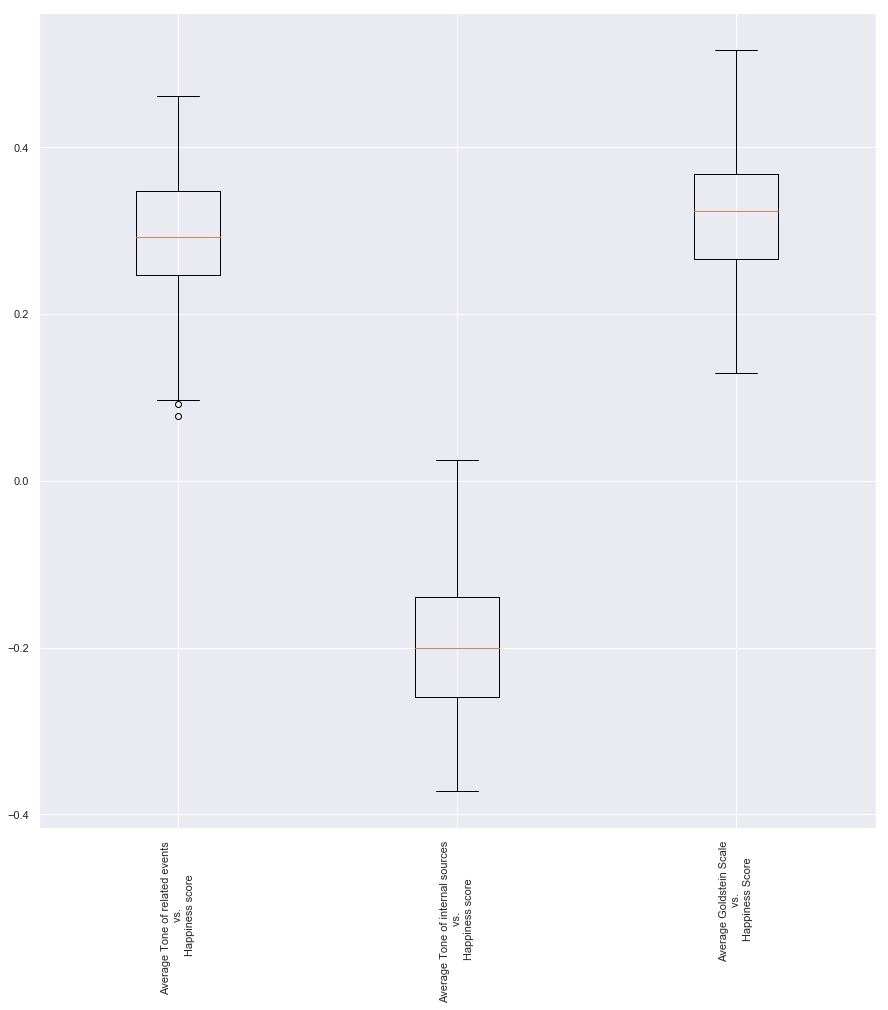 0.4
0.2
0.0
−0.2
−0.4
Average Tone of related events
vs.
Happiness score
Average Tone of internal sources
vs.
Happiness score
Average Goldstein Scale
vs.
Happiness Score